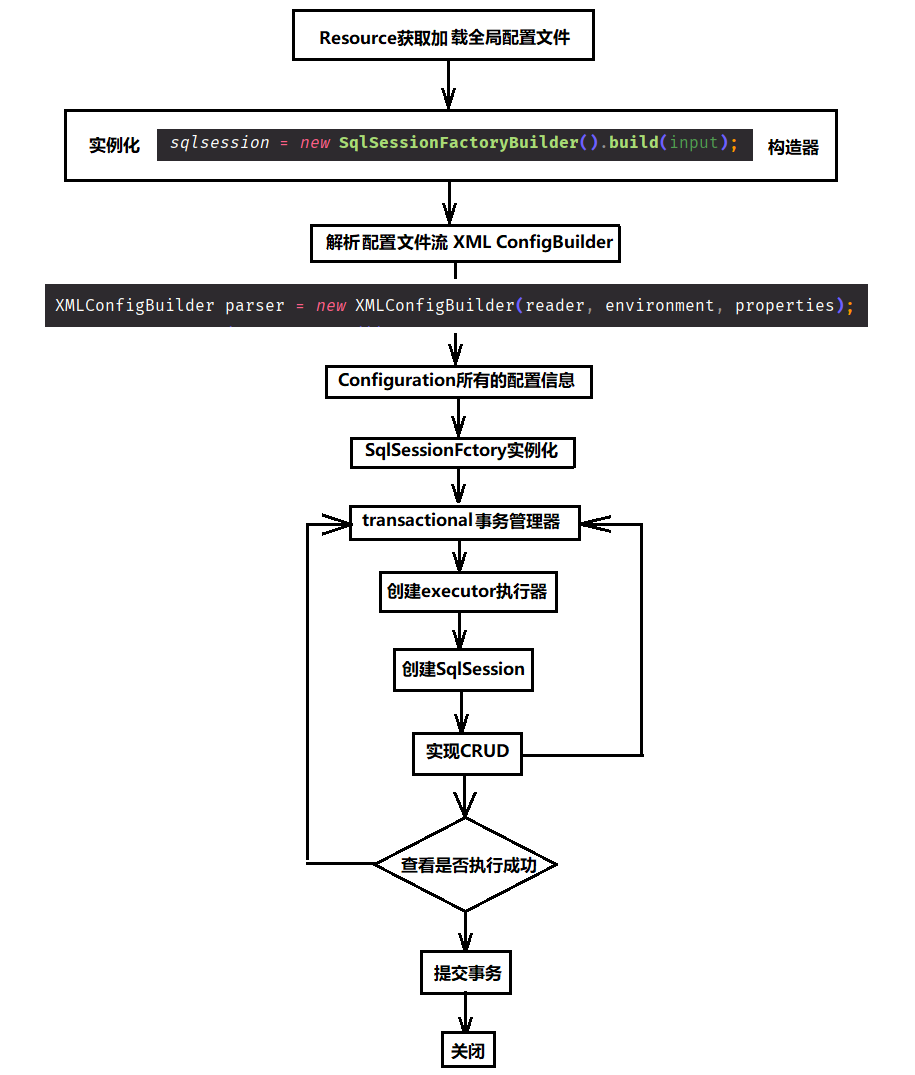 Resource获取加载全局配置文件
实例化 sqlsession = new SqlSessionFactoryBuilder().build(input); 构造器
解析配置文件流 XML ConfigBuilder
XMLConfigBuilder parser = new XMLConfigBuilder(reader, environment, properties);
Configuration所有的配置信息
SqlSessionFctory实例化
transactional事务管理器
创建executor执行器
创建SqlSession
实现CRUD
查看是否执行成功
提交事务
关闭